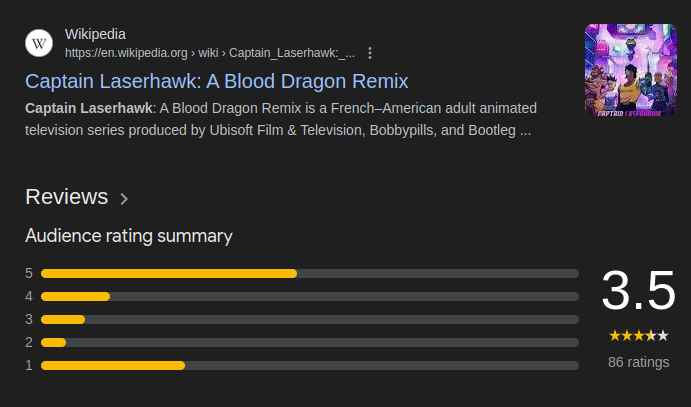 W
Wikipedia
https://en.wikipedia.org › wiki › Captain_Laserhawk:_...
Captain Laserhawk: A Blood Dragon Remix
Captain Laserhawk: A Blood Dragon Remix is a French–American adult animated
television series produced by Ubisoft Film & Television, Bobbypills, and Bootleg ...
CAPTAIN LASERHAWK
Reviews
Audience rating summary
5
4
3
2
1
3.5
86 ratings